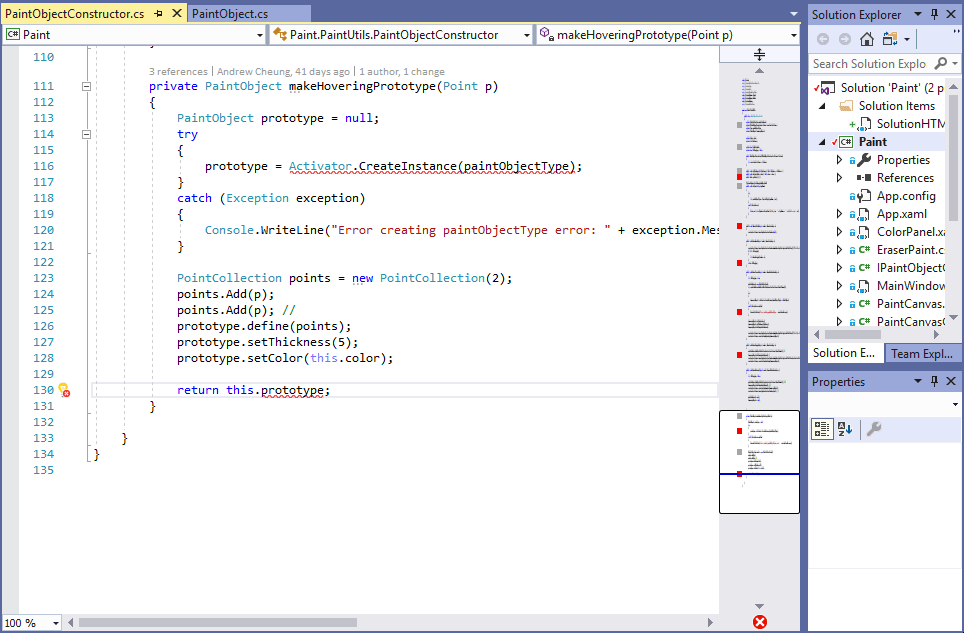 PaintObjectConstructor.cs
PaintObject.cs
C# Paint
Paint.PaintUtils.PaintObjectConstructor
makeHoveringPrototype(Point p)
110
3 references | Andrew Cheung, 41 days ago | 1 author, 1 change
111 private PaintObject makeHoveringPrototype(Point p)
112 {
113 PaintObject prototype = null;
114 try
115 {
116 prototype = Activator.CreateInstance(paintObjectType);
117 }
118 catch (Exception exception)
119 {
120 Console.WriteLine("Error creating paintObjectType error: " + exception.Mes
121 }
122
123 PointCollection points = new PointCollection(2);
124 points.Add(p);
125 points.Add(p); //
126 prototype.define(points);
127 prototype.setThickness(5);
128 prototype.setColor(this.color);
129
130 return this.prototype;
131 }
132
133 }
134 }
135
100 %
Solution Explorer
Search Solution Explo
Solution 'Paint' (2 p
Solution Items
SolutionHTM
C# Paint
Properties
References
App.config
App.xaml
ColorPanel.xa
C# EraserPaint.c
C# IPaintObject
MainWindow
C# PaintCanvas.
C# PaintCanvas
Solution E...
Team Expl...
Properties